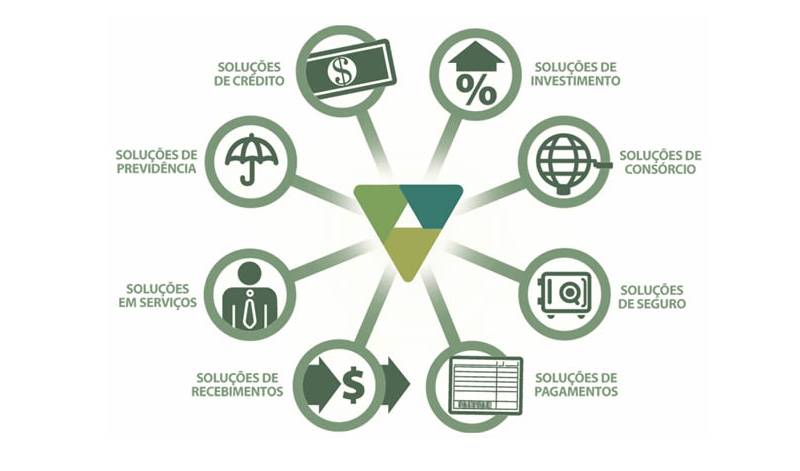 SOLUÇÕES
DE CRÉDITO
SOLUÇÕES DE
INVESTIMENTO
$
%
SOLUÇÕES DE
PREVIDÊNCIA
SOLUÇÕES DE
CONSÓRCIO
SOLUÇÕES
EM SERVIÇOS
SOLUÇÕES
DE SEGURO
SOLUÇÕES DE
RECEBIMENTOS
$
SOLUÇÕES DE
PAGAMENTOS